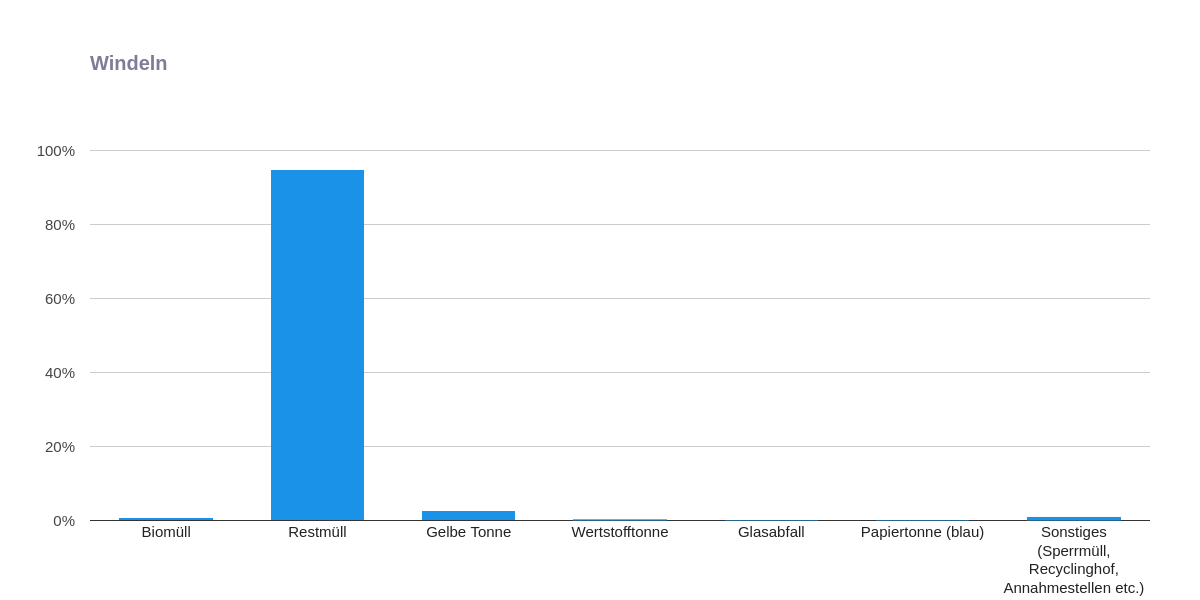 Windeln
100%
80%
60%
40%
20%
0%
Biomüll
Restmüll
Gelbe Tonne
Wertstofftonne
Glasabfall
Papiertonne (blau)
Sonstiges
(Sperrmüll,
Recyclinghof,
Annahmestellen etc.)